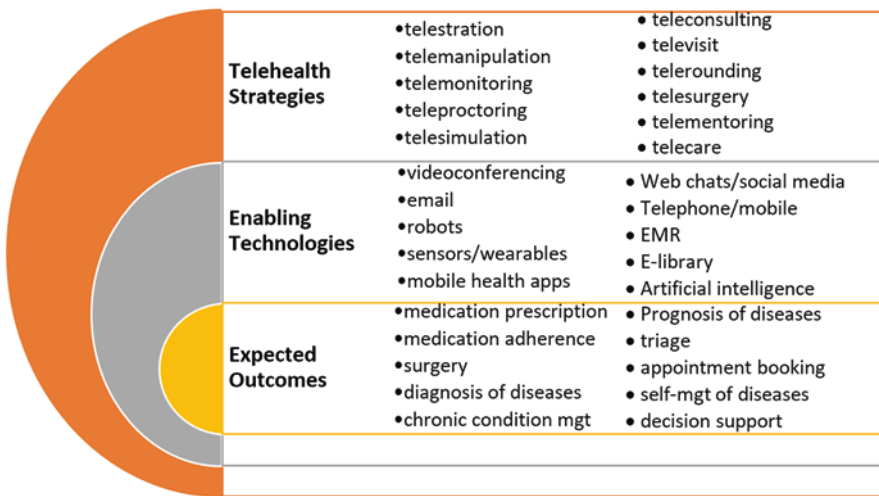 Telehealth
Strategies
•telestration
•telemanipulation
•telemonitoring
•teleproctoring
•telesimulation
• teleconsulting
• televisit
• telerounding
• telesurgery
• telementoring
• telecare
Enabling
Technologies
•videoconferencing
•email
•robots
•sensors/wearables
•mobile health apps
• Web chats/social media
• Telephone/mobile
• EMR
• E-library
• Artificial intelligence
Expected
Outcomes
•medication prescription
•medication adherence
•surgery
•diagnosis of diseases
•chronic condition mgt
• Prognosis of diseases
• triage
• appointment booking
• self-mgt of diseases
• decision support